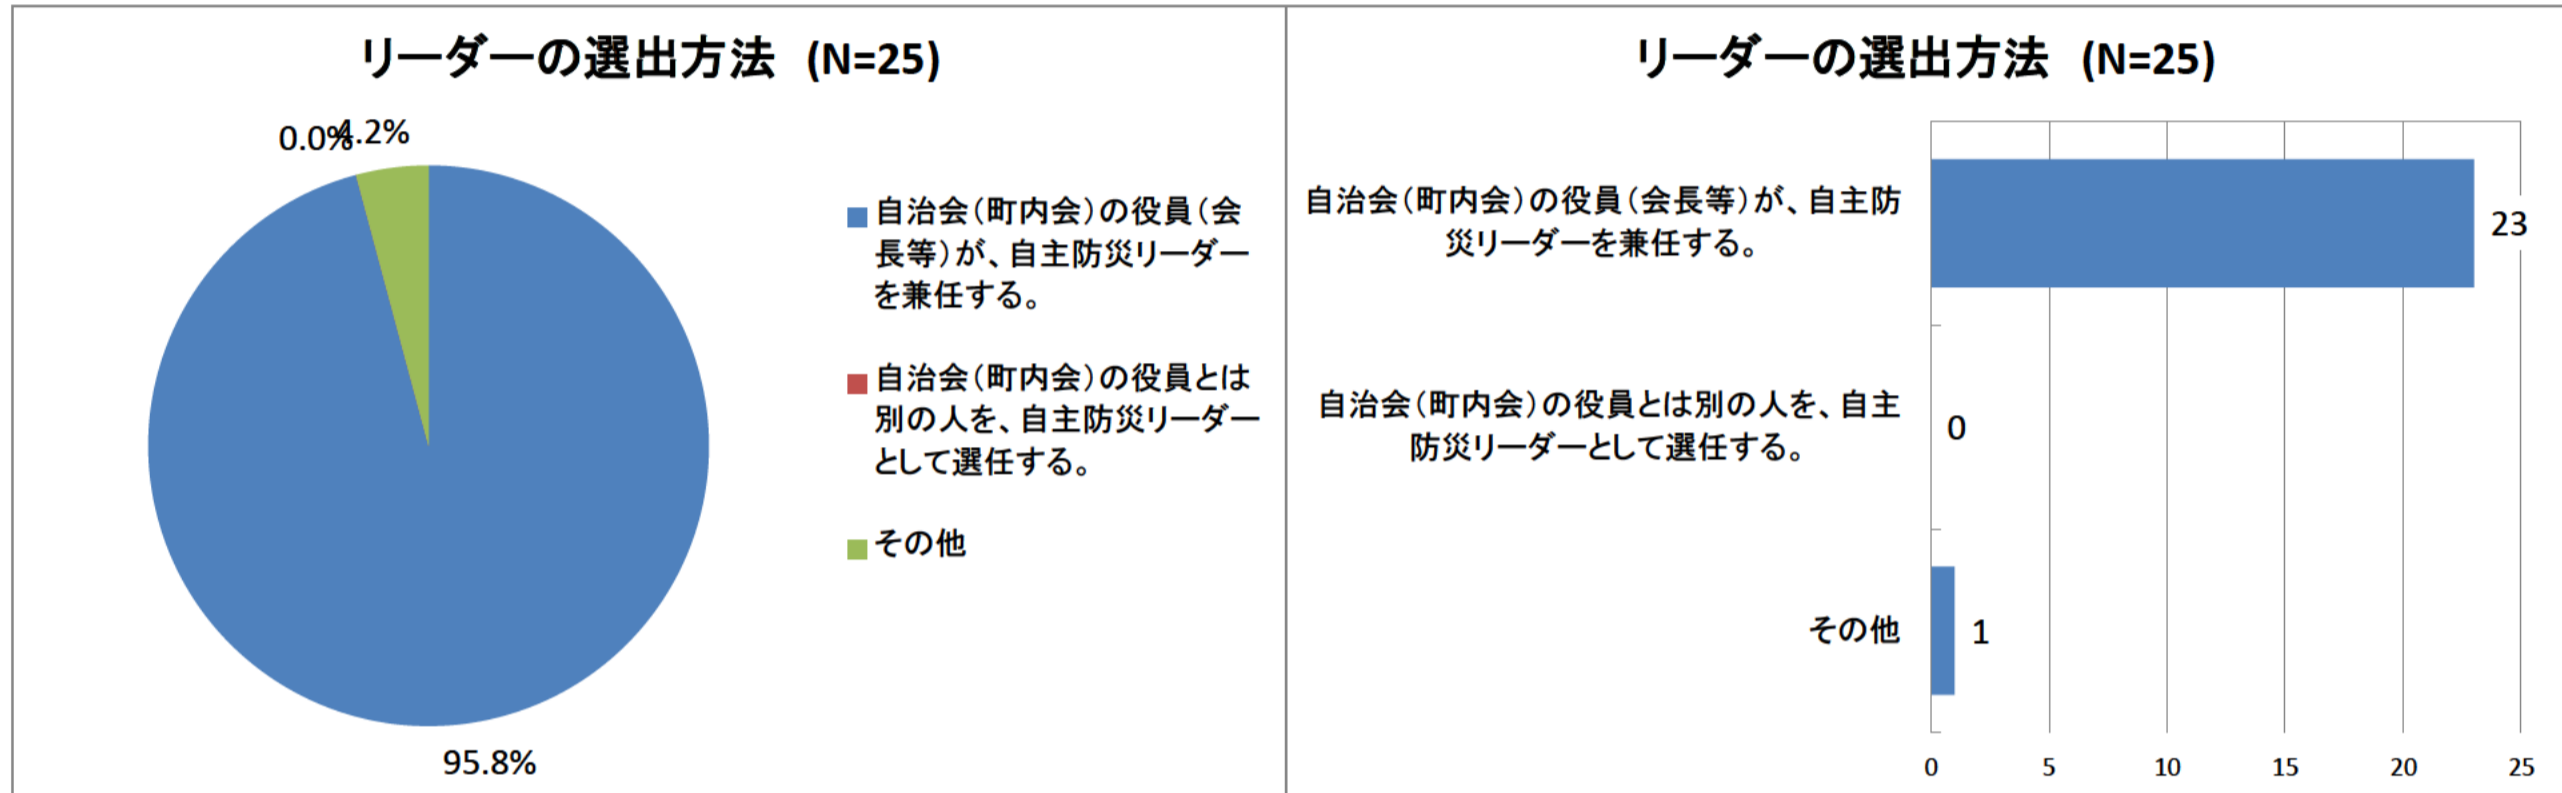 リーダーの選出方法 (N=25)
0.0%
4.2%
95.8%
自治会(町内会)の役員(会
長等)が、自主防災リーダー
を兼任する。
自治会(町内会)の役員とは
別の人を、自主防災リーダー
として選任する。
その他
リーダーの選出方法 (N=25)
自治会(町内会)の役員(会長等)が、自主防
災リーダーを兼任する。
23
自治会(町内会)の役員とは別の人を、自主
防災リーダーとして選任する。
0
その他
1
0 5 10 15 20 25